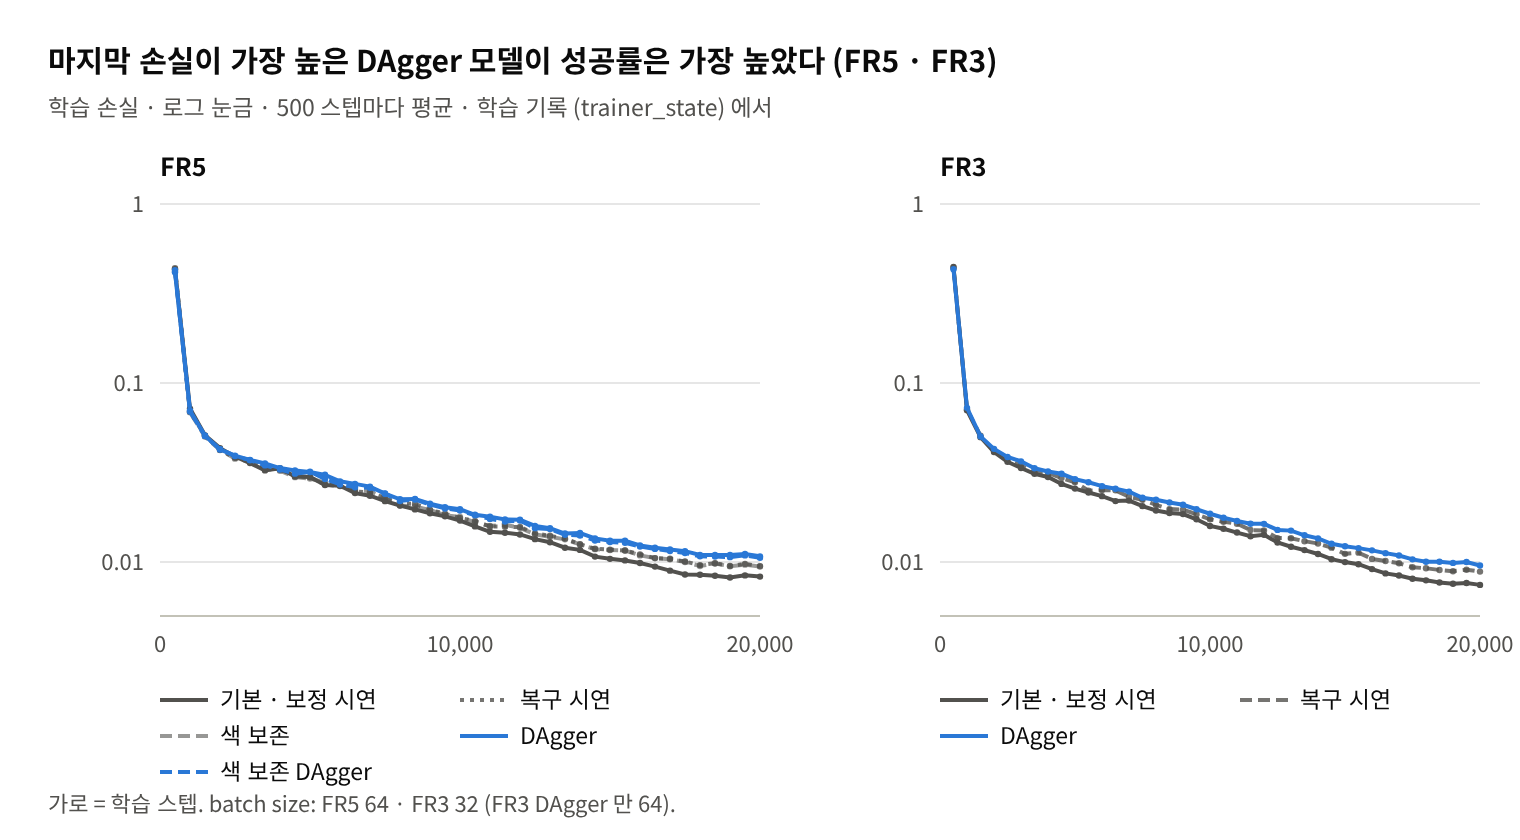 마지막 손실이 가장 높은 DAgger 모델이 성공률은 가장 높았다 (FR5 · FR3)
학습 손실 · 로그 눈금 · 500 스텝마다 평균 · 학습 기록 (trainer_state) 에서
FR5
1
0.1
0.01
0
10,000
20,000
기본 · 보정 시연
복구 시연
색 보존
DAgger
색 보존 DAgger
FR3
1
0.1
0.01
0
10,000
20,000
기본 · 보정 시연
복구 시연
DAgger
가로 = 학습 스텝. batch size: FR5 64 · FR3 32 (FR3 DAgger 만 64).